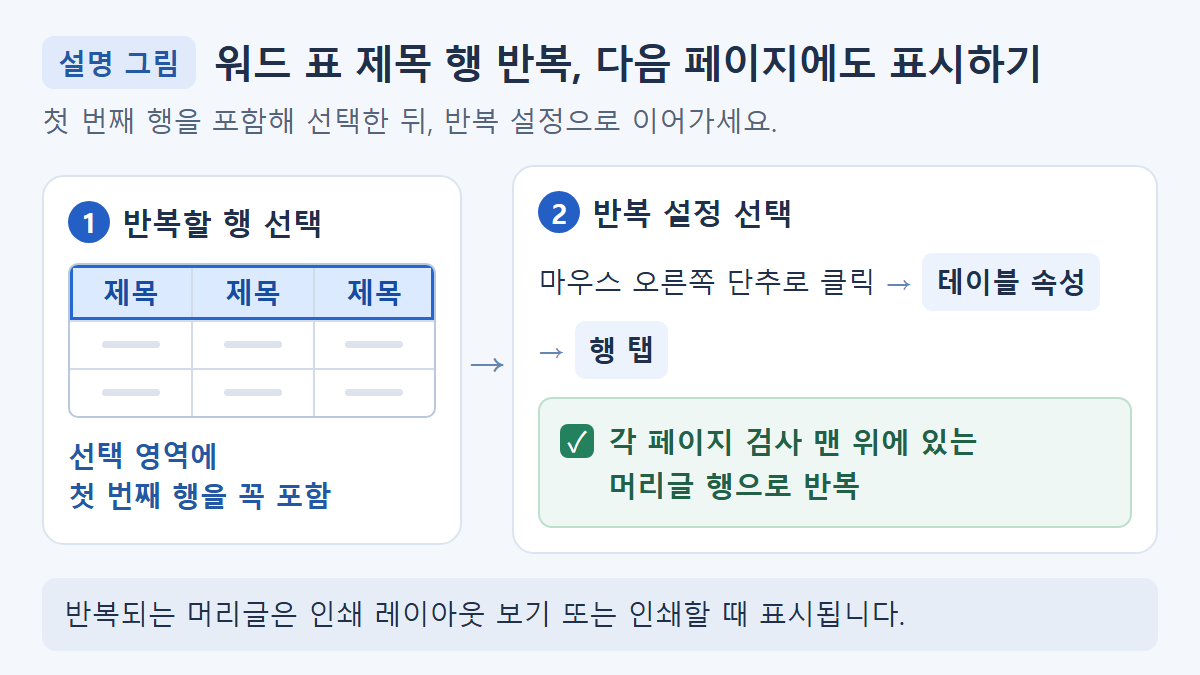 설명 그림 워드 표 제목 행 반복, 다음 페이지에도 표시하기
첫 번째 행을 포함해 선택한 뒤, 반복 설정으로 이어가세요.
1 반복할 행 선택
제목 제목 제목
선택 영역에
첫 번째 행을 꼭 포함
→
2 반복 설정 선택
마우스 오른쪽 단추로 클릭 → 테이블 속성
→ 행 탭
✓ 각 페이지 검사 맨 위에 있는
머리글 행으로 반복
반복되는 머리글은 인쇄 레이아웃 보기 또는 인쇄할 때 표시됩니다.